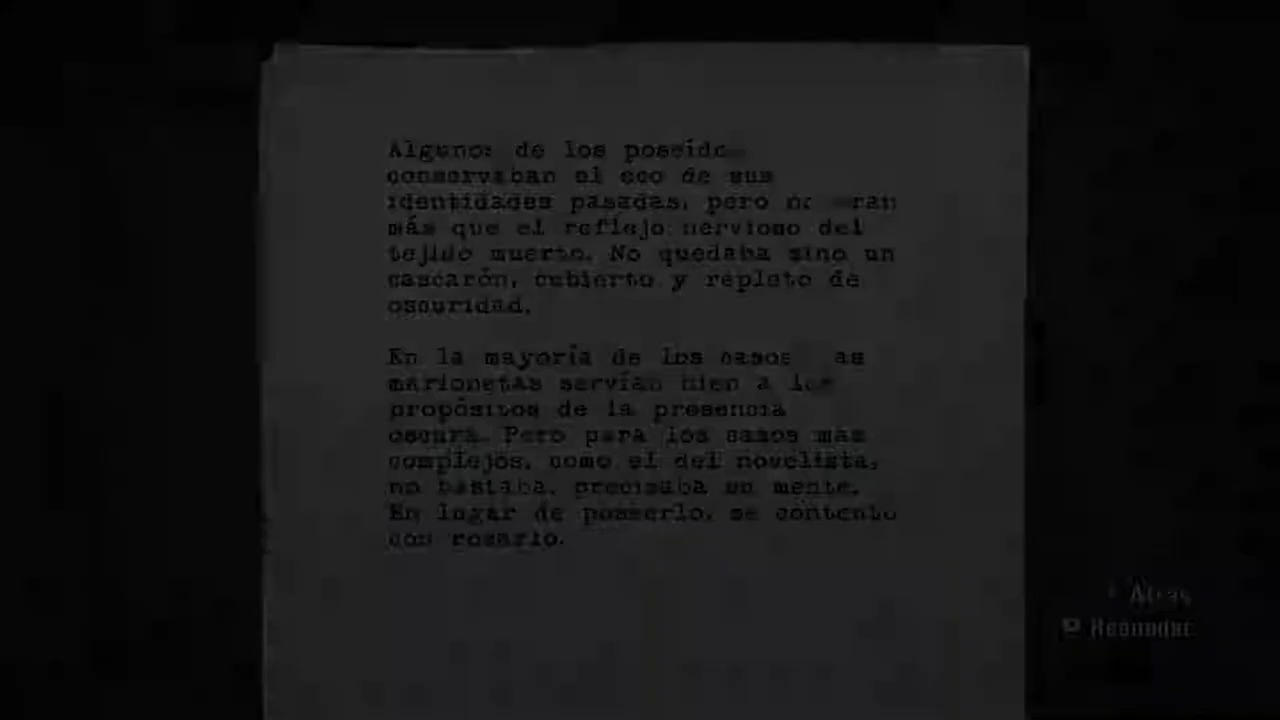 Algunos de los poseídos
conservaban el eco de sus
identidades pasadas, pero no eran
más que el reflejo nervioso del
tejido muerto. No quedaba sino un
cascarón, cubierto y repleto de
oscuridad.
En la mayoría de los casos las
marionetas servían bien a los
propósitos de la presencia
oscura. Pero para los casos más
complejos, como el del novelista,
no bastaba, precisaba su mente.
En lugar de poseerlo, se contentó
con rozarlo.
Atrás
Reanudar